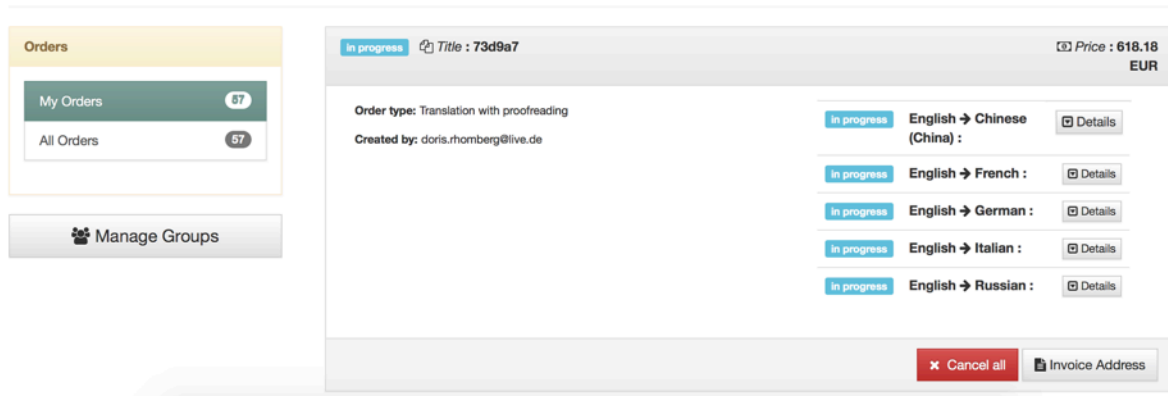 Orders
My Orders 57
All Orders 57
Manage Groups
in progress Title : 73d9a7
Price : 618.18
EUR
Order type: Translation with proofreading
Created by: doris.rhomberg@live.de
in progress English → Chinese Details
(China) :
in progress English → French : Details
in progress English → German : Details
in progress English → Italian : Details
in progress English → Russian : Details
Cancel all Invoice Address